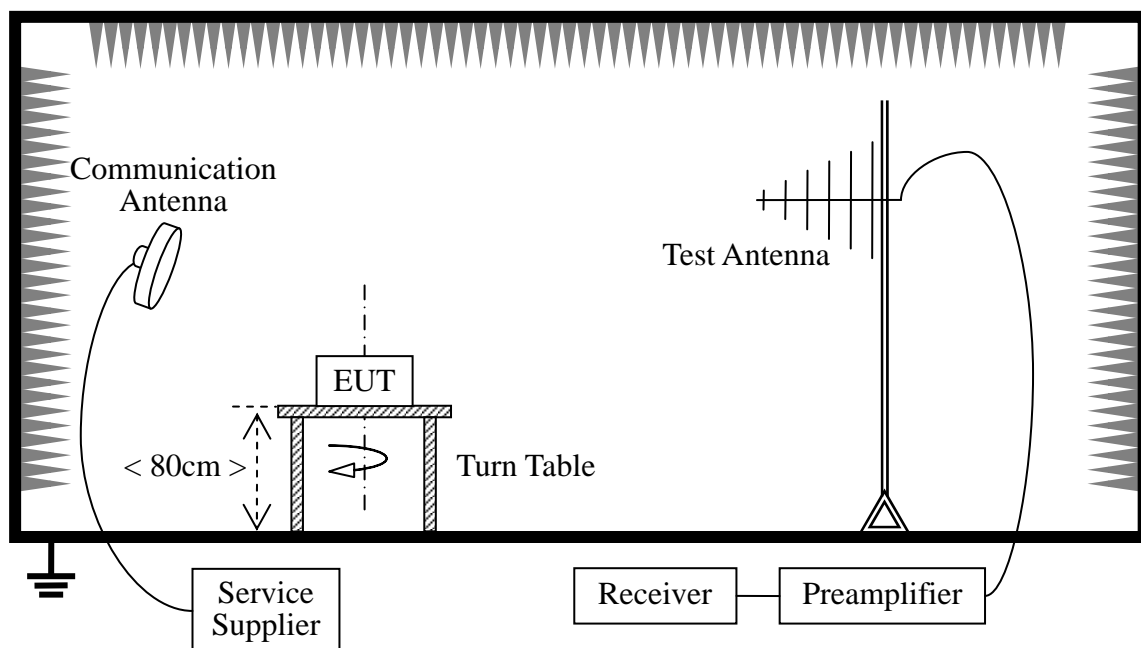 Communication
Antenna
Test Antenna
EUT
< 80cm >
Turn Table
Service
Supplier
Receiver
Preamplifier